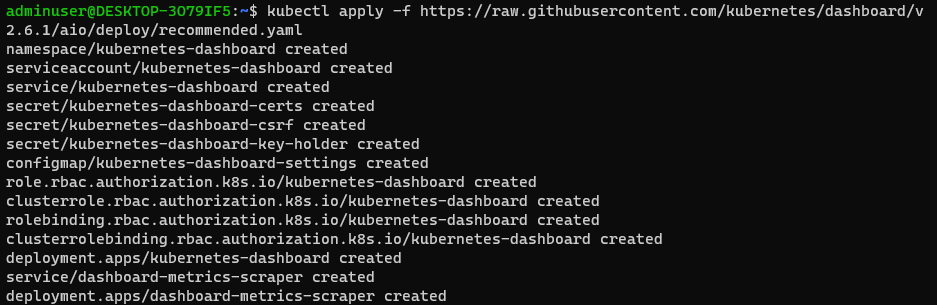 adminuser@DESKTOP-3O79IF5:~$ kubectl apply -f https://raw.githubusercontent.com/kubernetes/dashboard/v
2.6.1/aio/deploy/recommended.yaml
namespace/kubernetes-dashboard created
serviceaccount/kubernetes-dashboard created
service/kubernetes-dashboard created
secret/kubernetes-dashboard-certs created
secret/kubernetes-dashboard-csrf created
secret/kubernetes-dashboard-key-holder created
configmap/kubernetes-dashboard-settings created
role.rbac.authorization.k8s.io/kubernetes-dashboard created
clusterrole.rbac.authorization.k8s.io/kubernetes-dashboard created
rolebinding.rbac.authorization.k8s.io/kubernetes-dashboard created
clusterrolebinding.rbac.authorization.k8s.io/kubernetes-dashboard created
deployment.apps/kubernetes-dashboard created
service/dashboard-metrics-scraper created
deployment.apps/dashboard-metrics-scraper created